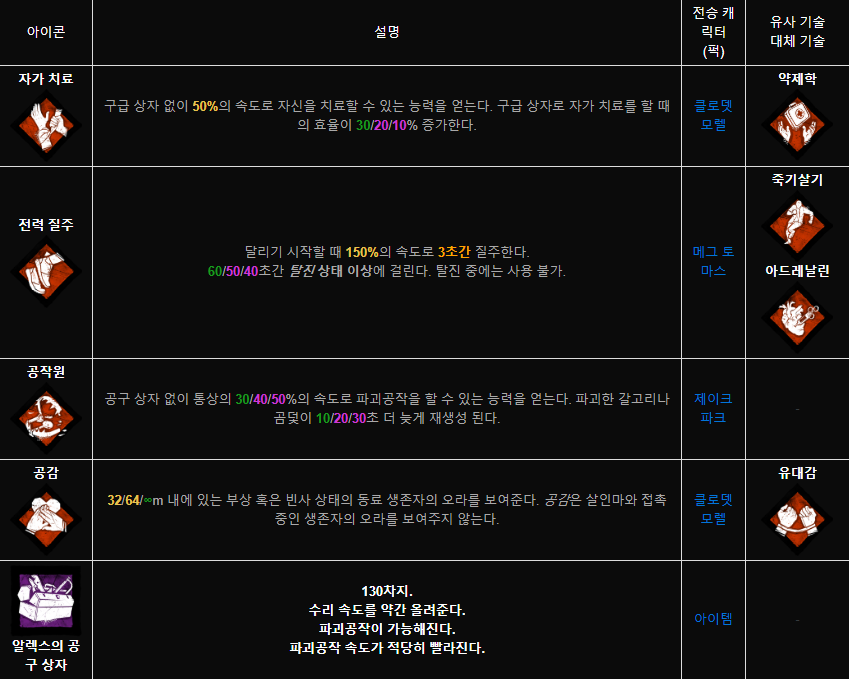 아이콘
설명
전승 캐
릭터
(퍽)
유사 기술
대체 기술
자가 치료
구급 상자 없이 50%의 속도로 자신을 치료할 수 있는 능력을 얻는다. 구급 상자로 자가 치료를 할 때
의 효율이 30/20/10% 증가한다.
클로뎃
모렐
약제학
전력 질주
달리기 시작할 때 150%의 속도로 3초간 질주한다.
60/50/40초간 탈진 상태 이상에 걸린다. 탈진 중에는 사용 불가.
메그 토
마스
죽기살기
아드레날린
공작원
공구 상자 없이 통상의 30/40/50%의 속도로 파괴공작을 할 수 있는 능력을 얻는다. 파괴한 갈고리나
곰덫이 10/20/30초 더 늦게 재생성 된다.
제이크
파크
-
공감
32/64/∞m 내에 있는 부상 혹은 빈사 상태의 동료 생존자의 오라를 보여준다. 공감은 살인마와 접촉
중인 생존자의 오라를 보여주지 않는다.
클로뎃
모렐
유대감
알렉스의 공
구 상자
130차지.
수리 속도를 약간 올려준다.
파괴공작이 가능해진다.
파괴공작 속도가 적당히 빨라진다.
아이템
-